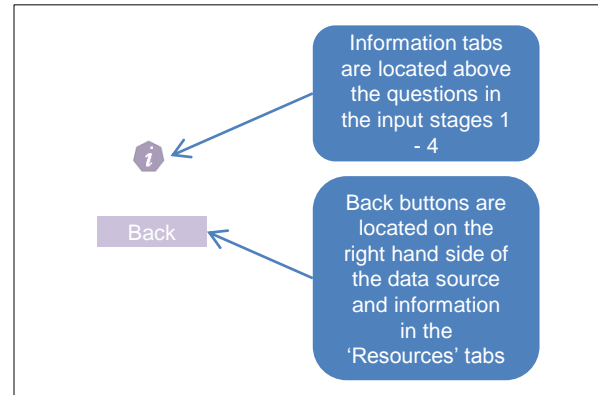 Information tabs
are located above
the questions in
the input stages 1
- 4
i
Back
Back buttons are
located on the
right hand side of
the data source
and information
in the
‘Resources’ tabs